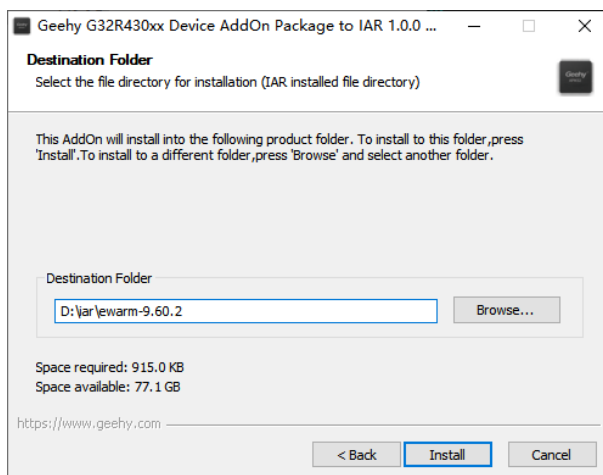 Geehy G32R430xx Device AddOn Package to IAR 1.0.0 ...
Destination Folder
Select the file directory for installation (IAR installed file directory)
Geehy
This AddOn will install into the following product folder. To install to this folder,press
'Install'.To install to a different folder,press 'Browse' and select another folder.
Destination Folder
D:\iar\ewarm-9.60.2
Browse...
Space required: 915.0 KB
Space available: 77.1 GB
https://www.geehy.com
< Back
Install
Cancel